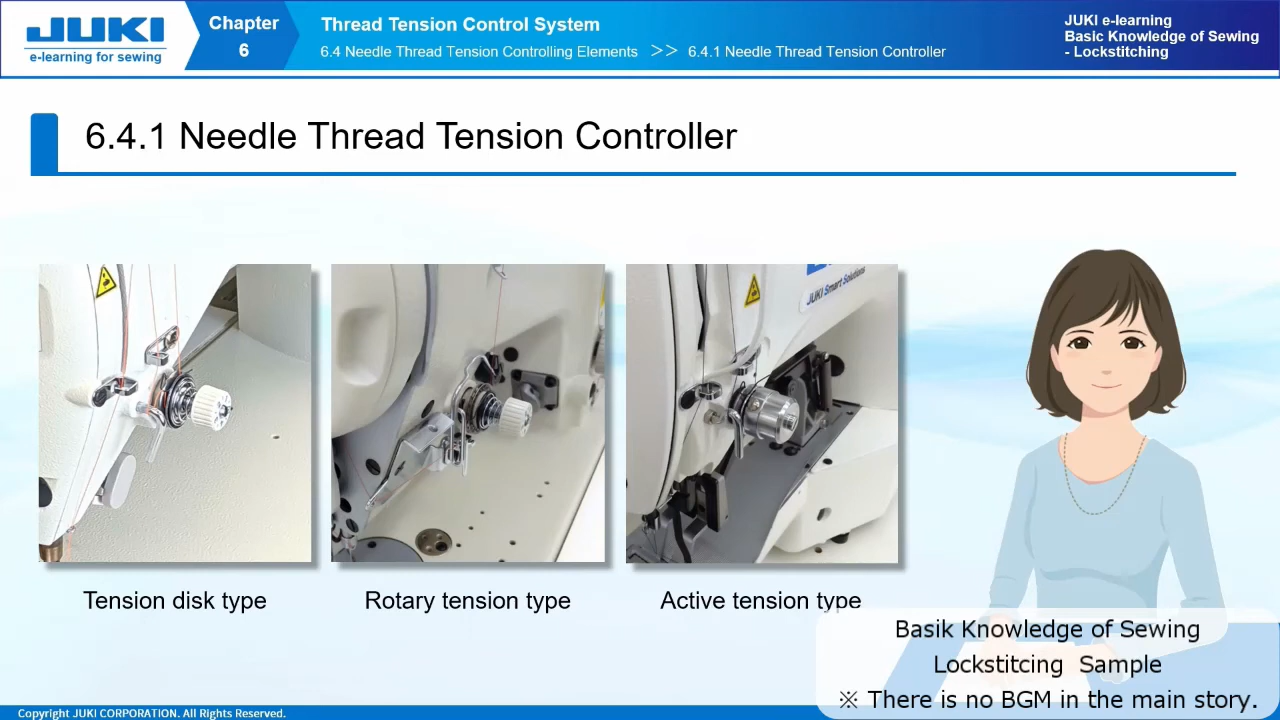 JUKI
e-learning for sewing
Chapter
6
Thread Tension Control System
6.4 Needle Thread Tension Controlling Elements >> 6.4.1 Needle Thread Tension Controller
JUKI e-learning
Basic Knowledge of Sewing
- Lockstitching
6.4.1 Needle Thread Tension Controller
JUKI Smart Solutions
Tension disk type
Rotary tension type
Active tension type
Basik Knowledge of Sewing
Lockstitcing Sample
※ There is no BGM in the main story.
Copyright JUKI CORPORATION. All Rights Reserved.